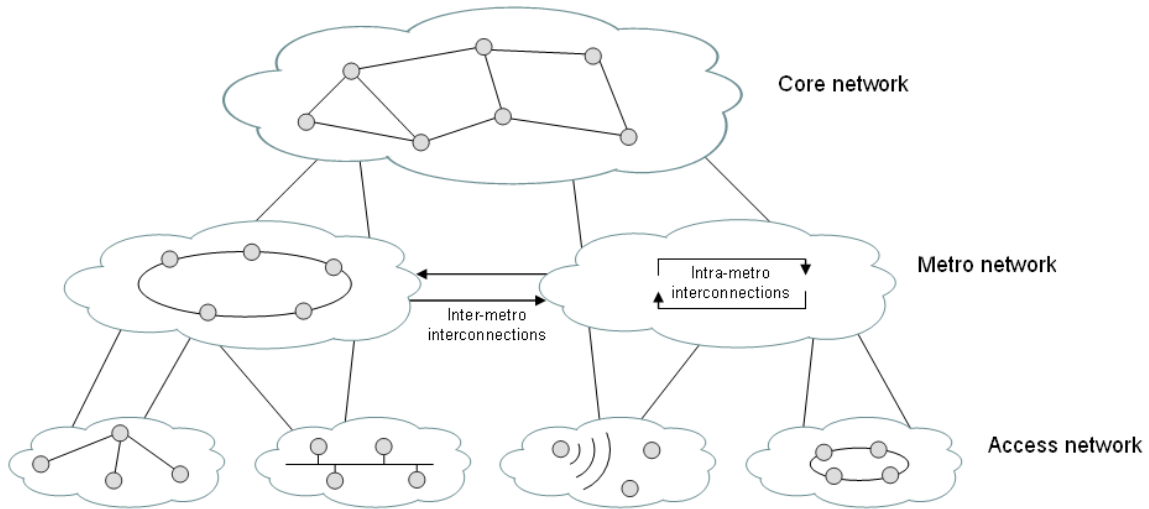 Core network
Metro network
Intra-metro
interconnections
Inter-metro
interconnections
Access network